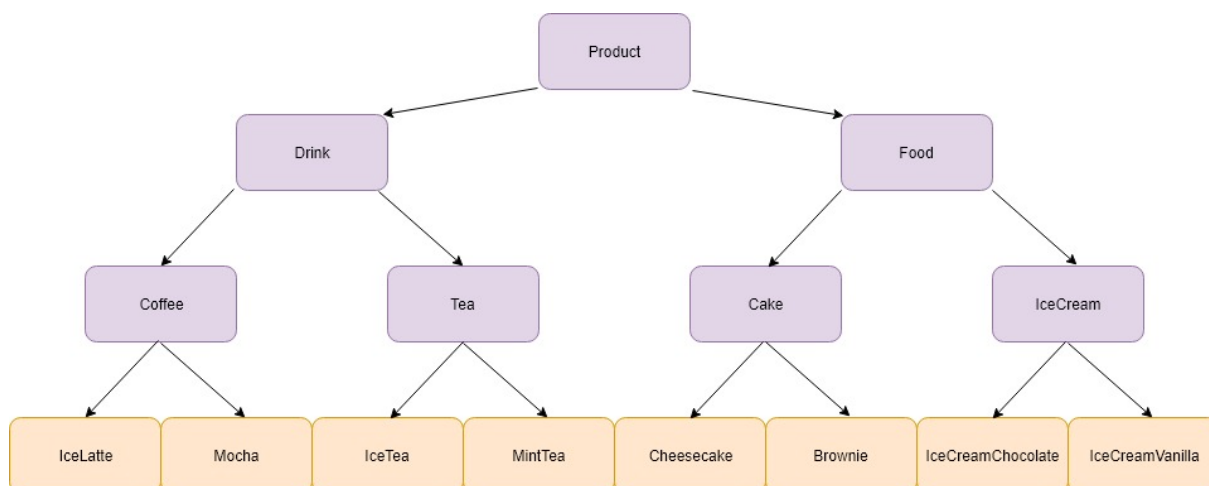 Product
Drink
Food
Coffee
Tea
Cake
IceCream
IceLatte
Mocha
IceTea
MintTea
Cheesecake
Brownie
IceCreamChocolate
IceCreamVanilla